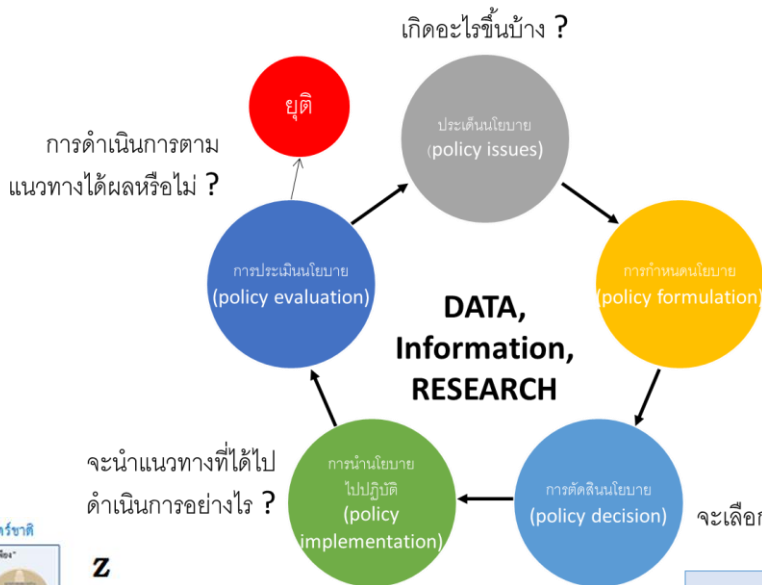 เกิดอะไรขึ้นบ้าง ?
ยุติ
ประเด็นนโยบาย
(policy issues)
การดำเนินการตาม
แนวทางได้ผลหรือไม่ ?
การประเมินนโยบาย
(policy evaluation)
การกำหนดนโยบาย
(policy formulation)
DATA,
Information,
RESEARCH
จะนำแนวทางที่ได้ไป
ดำเนินการอย่างไร ?
การนำนโยบาย
ไปปฏิบัติ
(policy
implementation)
การตัดสินนโยบาย
(policy decision)
จะเลือก
z